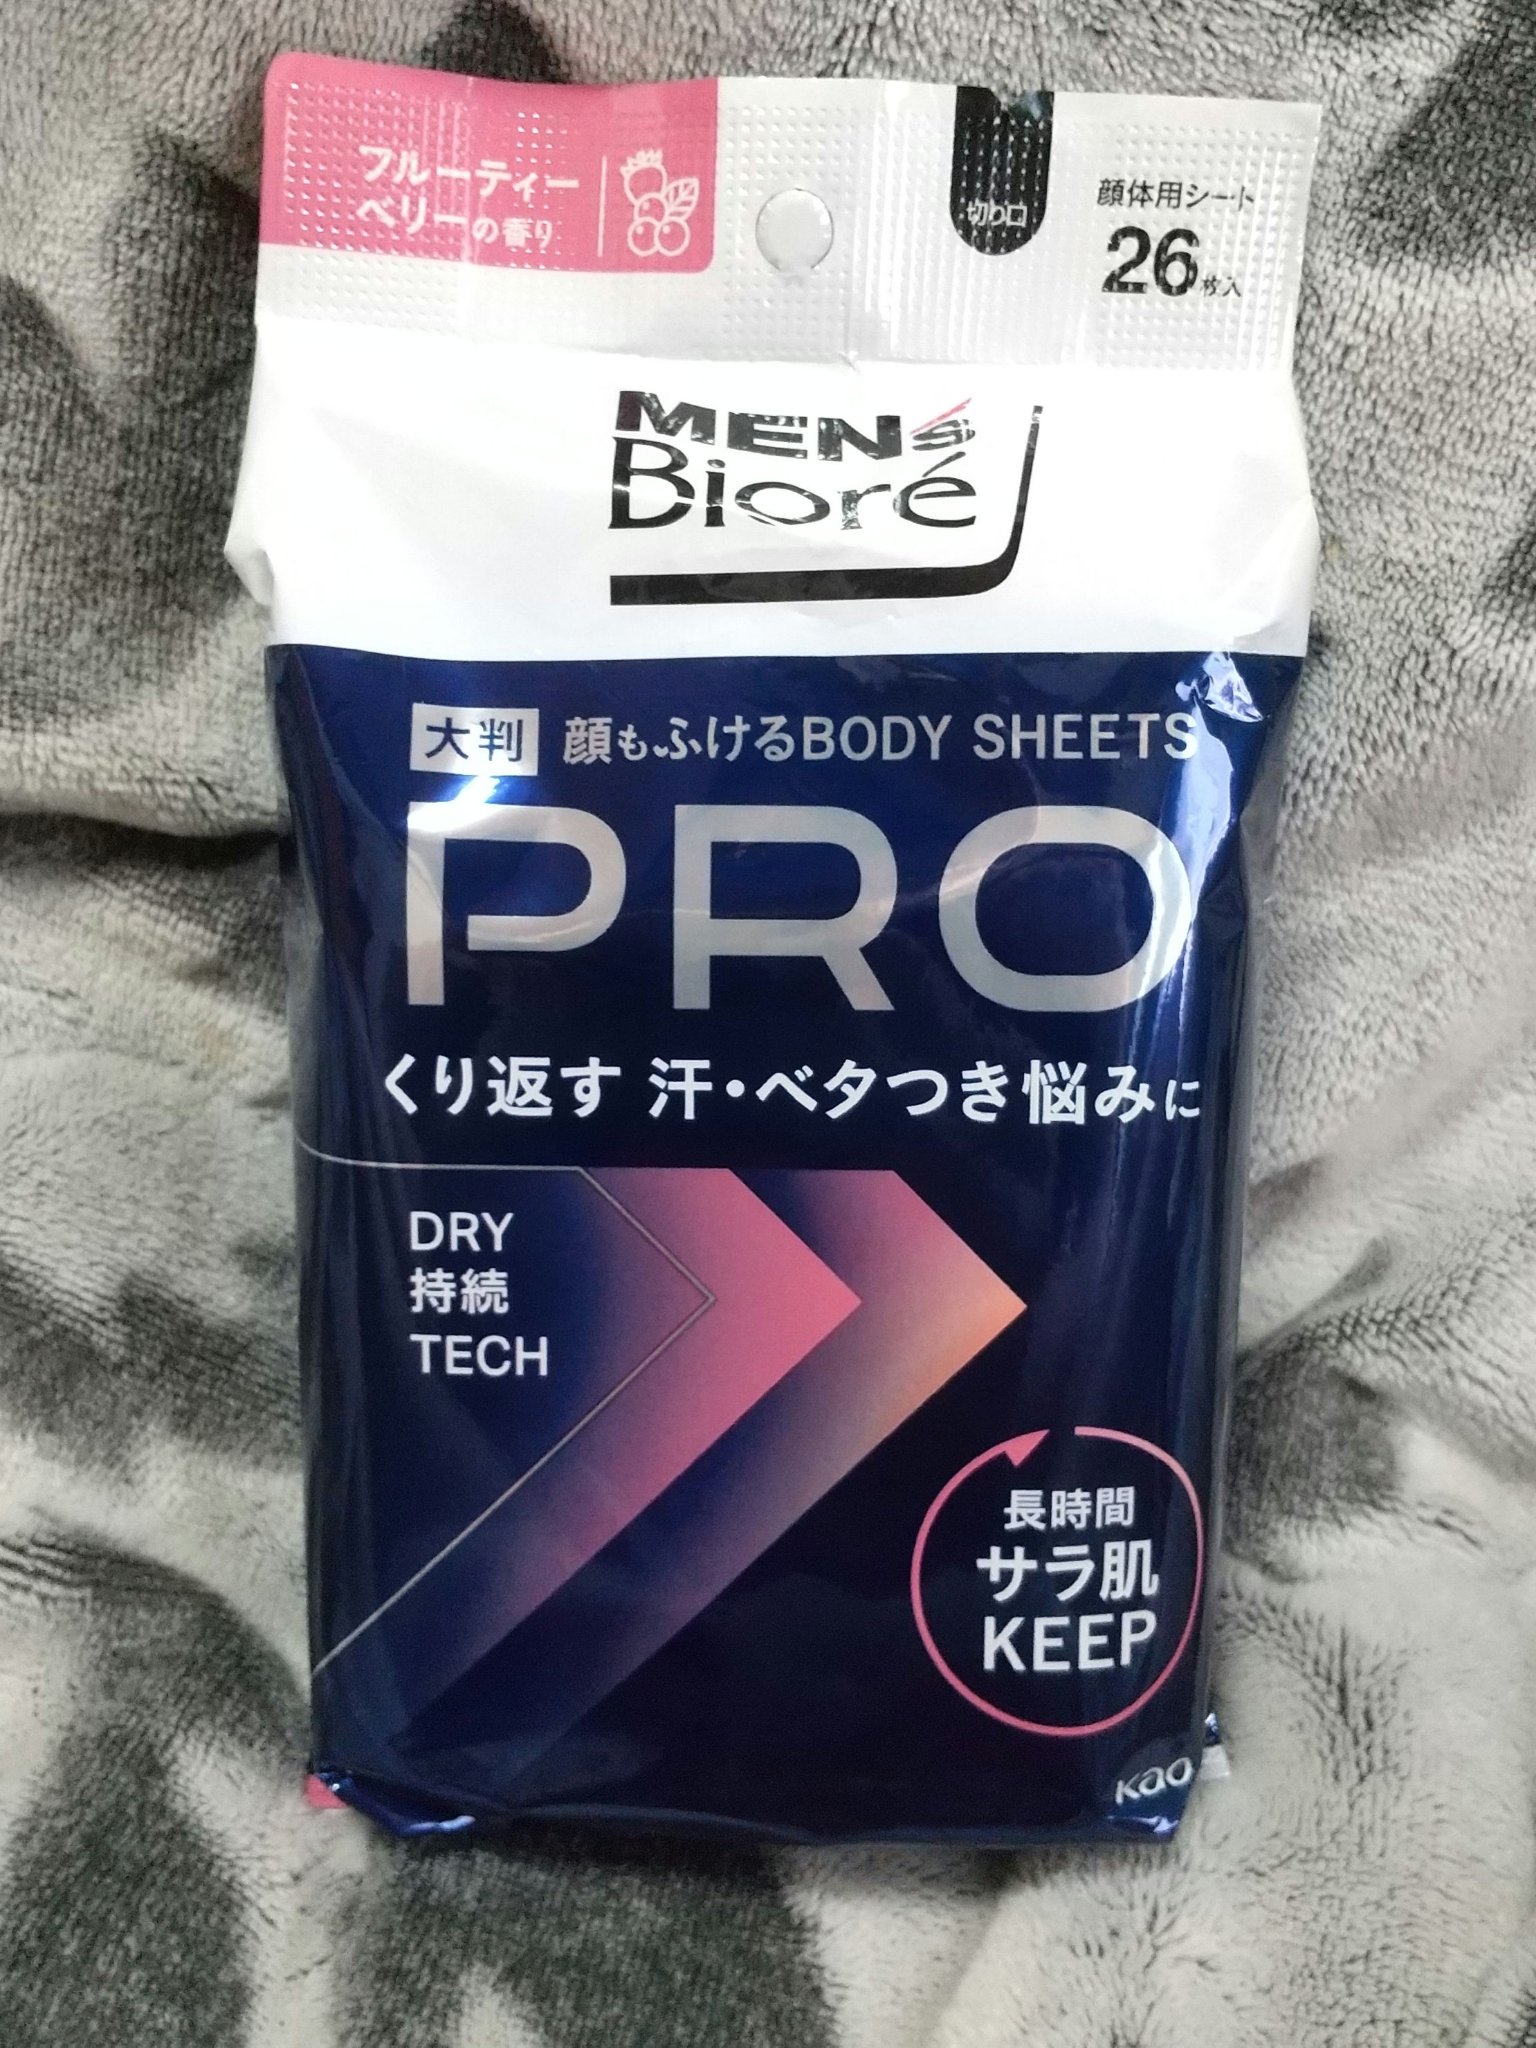 フルーティー
ベリーの香り
切り口
顔体用シート
26枚入
MEN's
Bioré
大判 顔もふけるBODY SHEETS
PRO
くり返す 汗・ベタつき悩みに
DRY
持続
TECH
長時間
サラ肌
KEEP
Kao